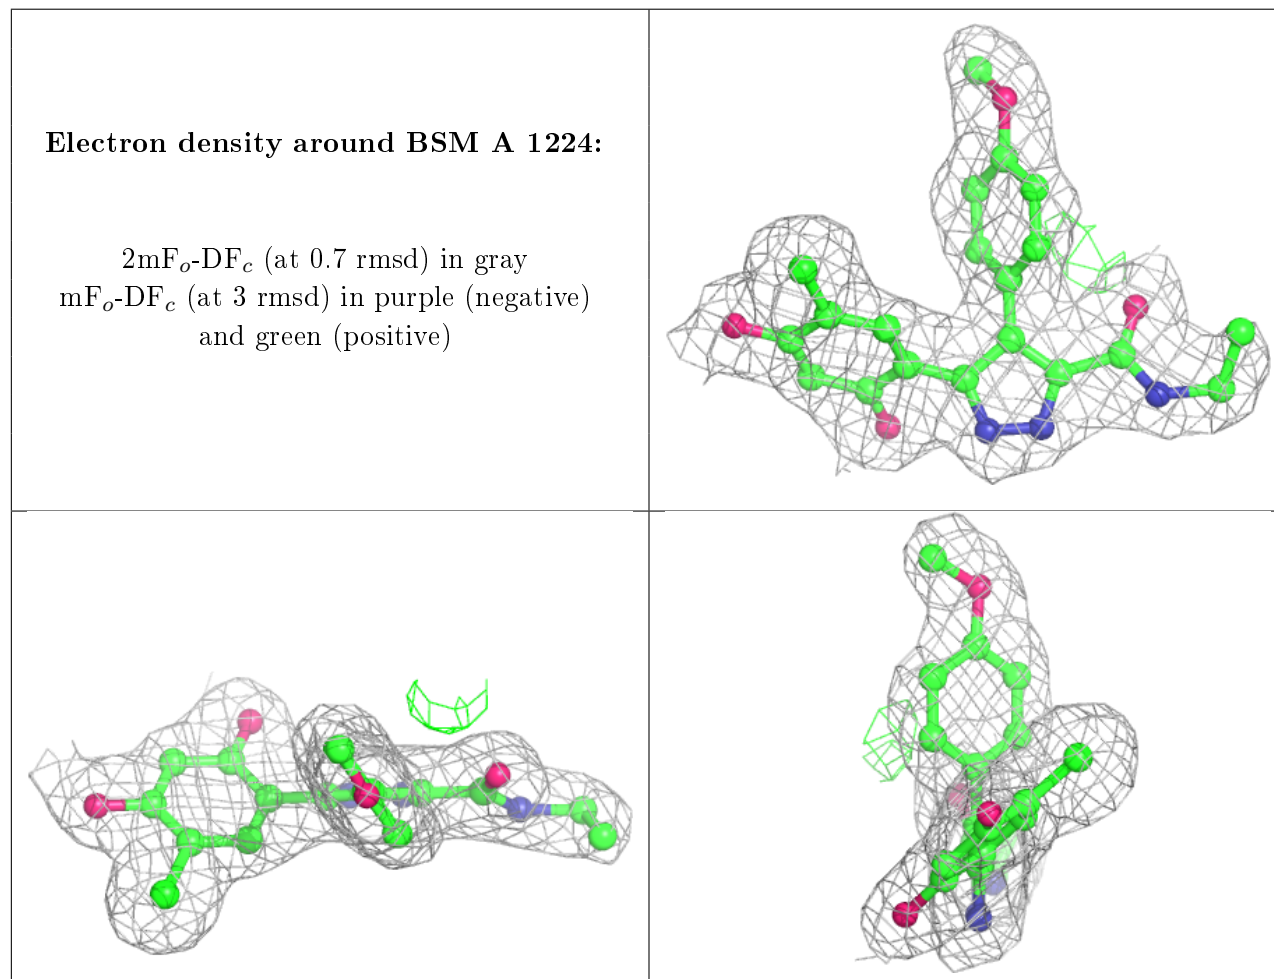 Electron density around BSM A 1224:
2mFo-DFc (at 0.7 rmsd) in gray
mFo-DFc (at 3 rmsd) in purple (negative)
and green (positive)